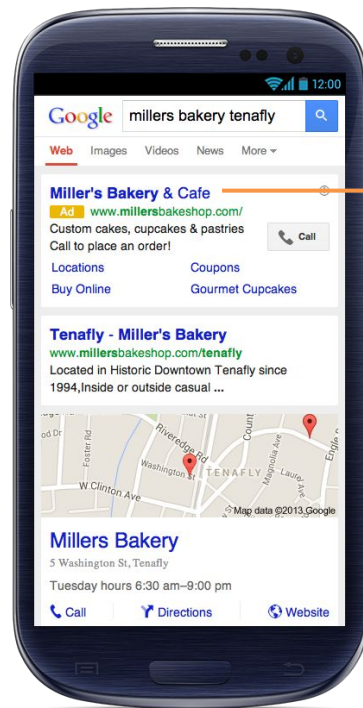 12:00
Google millers bakery tenafly
Web Images Videos News More
Miller's Bakery & Cafe
Ad www.millersbakeshop.com/
Custom cakes, cupcakes & pastries
Call to place an order!
Call
Locations Coupons
Buy Online Gourmet Cupcakes
Tenafly - Miller's Bakery
www.millersbakeshop.com/tenafly
Located in Historic Downtown Tenafly since
1994,Inside or outside casual ...
Foster Rd
Riveredge Rd
Washington St
TENAFLY
W Clinton Ave
Magnolia Ave
Laurel Ave
Map data ©2013 Google
Millers Bakery
5 Washington St, Tenafly
Tuesday hours 6:30 am–9:00 pm
Call Directions Website